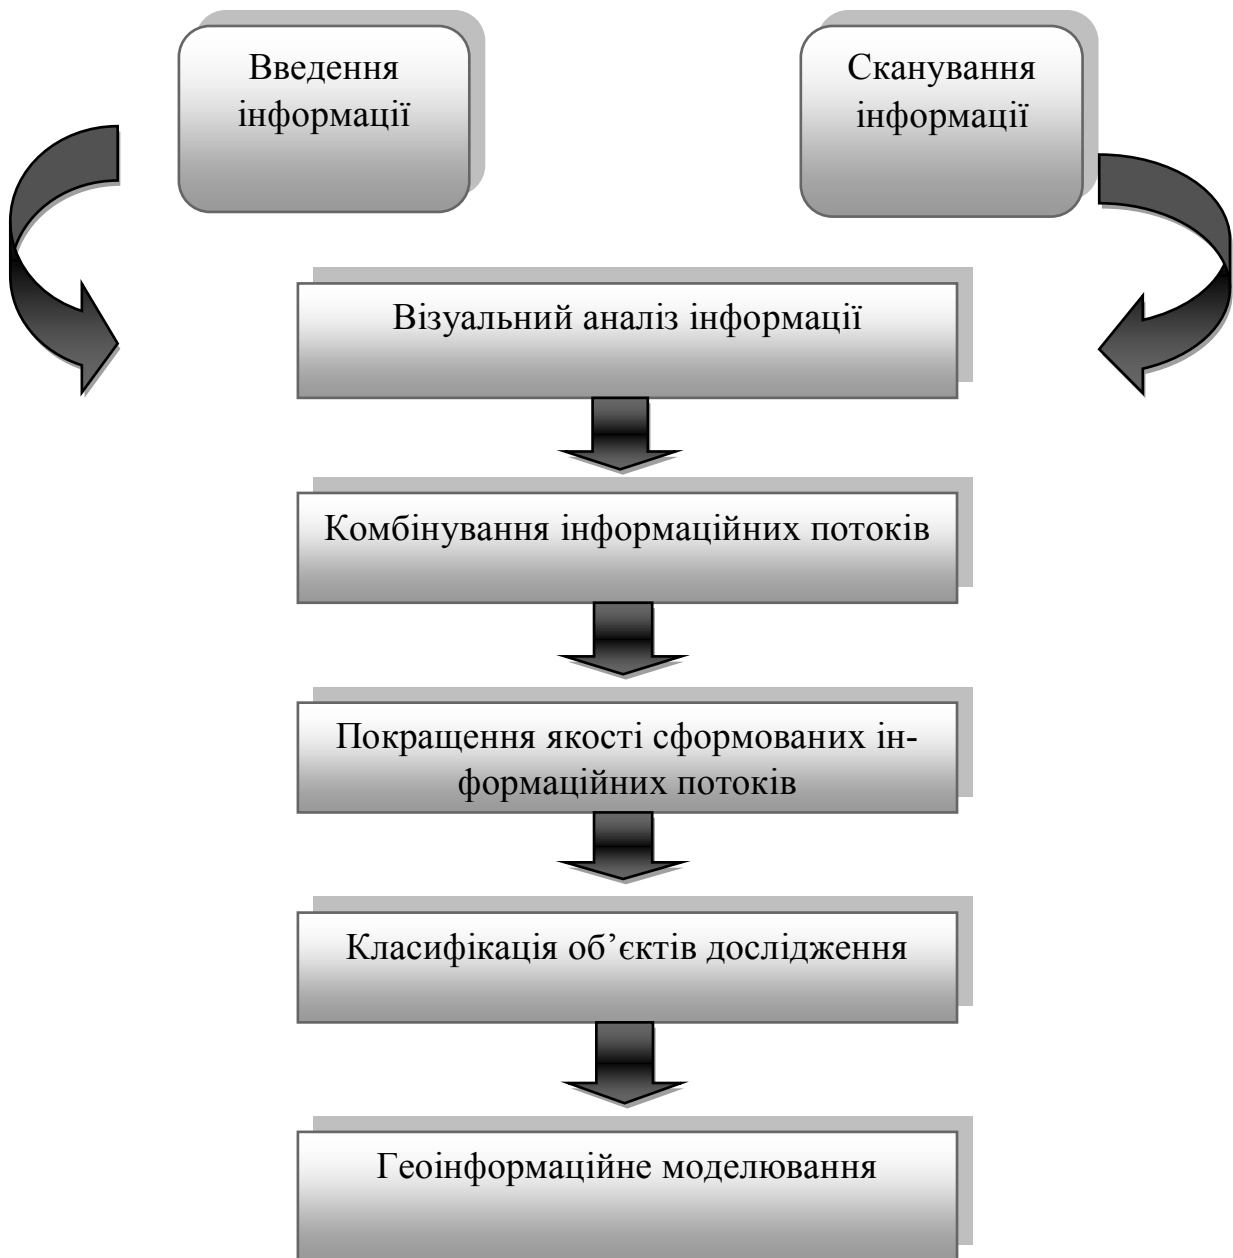 Введення
інформації
Сканування
інформації
Візуальний аналіз інформації
Комбінування інформаційних потоків
Покращення якості сформованих ін-
формаційних потоків
Класифікація об’єктів дослідження
Геоінформаційне моделювання